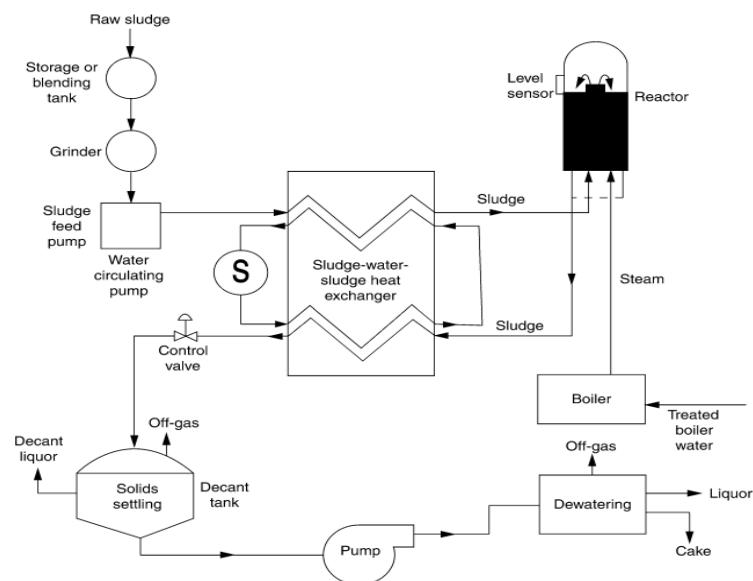 Raw sludge
Storage or
blending
tank
Grinder
Sludge
feed
pump
Water
circulating
pump
S
Sludge-water-
sludge heat
exchanger
Sludge
Sludge
Level
sensor
Reactor
Steam
Boiler
Treated
boiler
water
Control
valve
Off-gas
Decant
liquor
Solids
settling
Decant
tank
Pump
Off-gas
Dewatering
Liquor
Cake